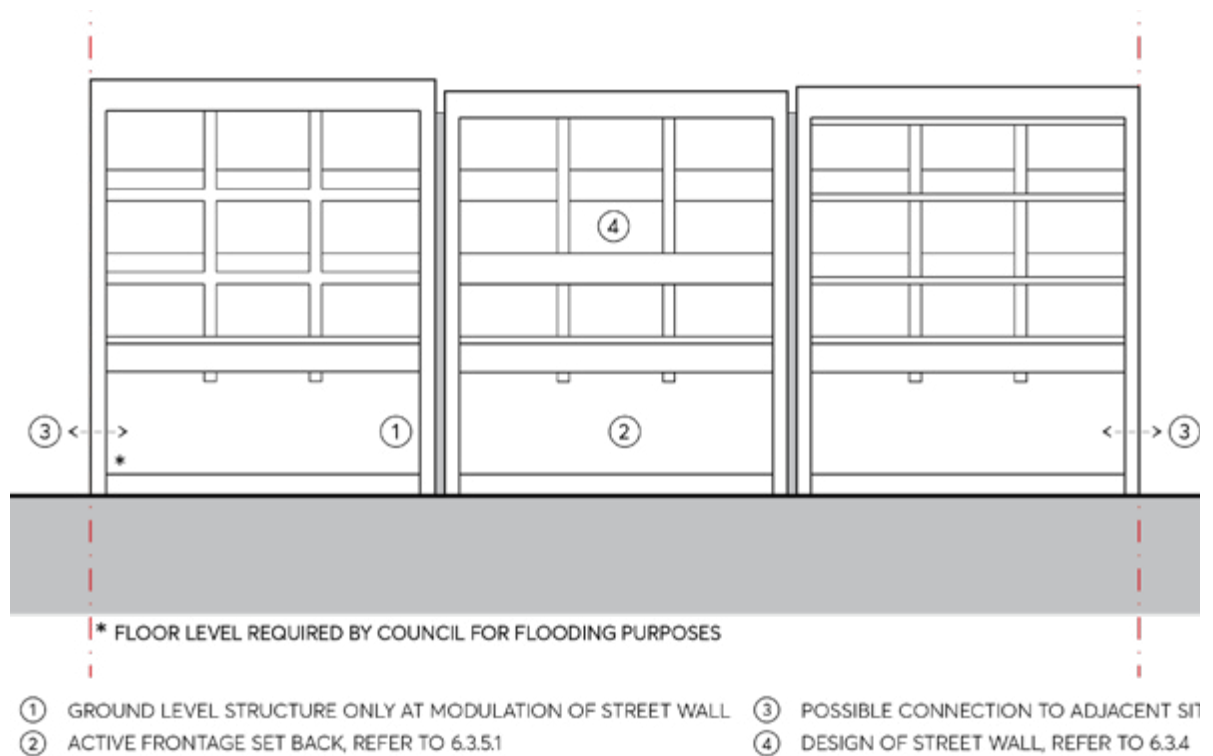 4
3
1
2
3
*
* FLOOR LEVEL REQUIRED BY COUNCIL FOR FLOODING PURPOSES
1 GROUND LEVEL STRUCTURE ONLY AT MODULATION OF STREET WALL
2 ACTIVE FRONTAGE SET BACK, REFER TO 6.3.5.1
3 POSSIBLE CONNECTION TO ADJACENT
4 DESIGN OF STREET WALL, REFER TO 6.3.4